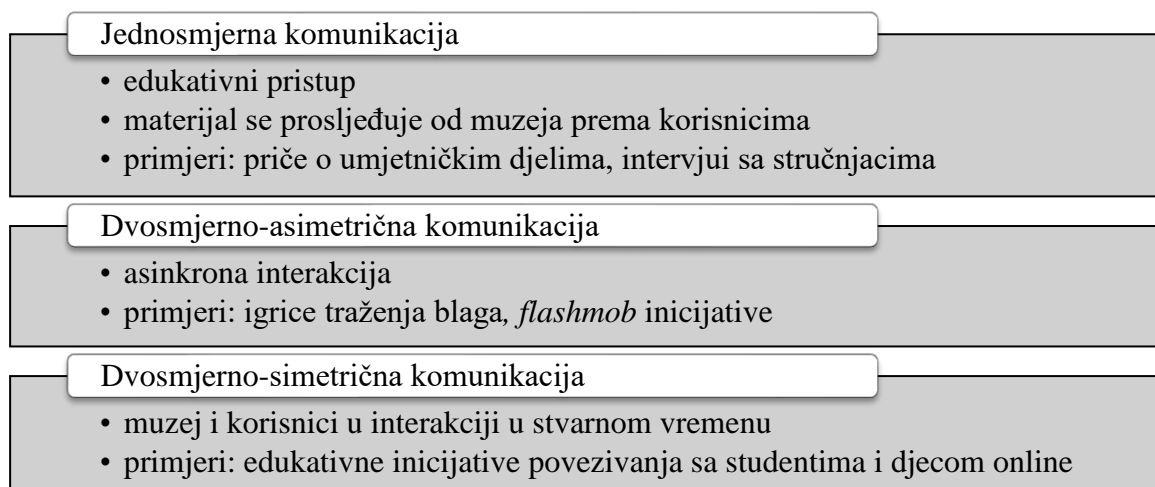 Jednosmjerna komunikacija
• edukativni pristup
• materijal se prosljeđuje od muzeja prema korisnicima
• primjeri: priče o umjetničkim djelima, intervjui sa stručnjacima
Dvosmjerno-asimetrična komunikacija
• asinkrona interakcija
• primjeri: igrice traženja blaga, flashmob inicijative
Dvosmjerno-simetrična komunikacija
• muzej i korisnici u interakciji u stvarnom vremenu
• primjeri: edukativne inicijative povezivanja sa studentima i djecom online